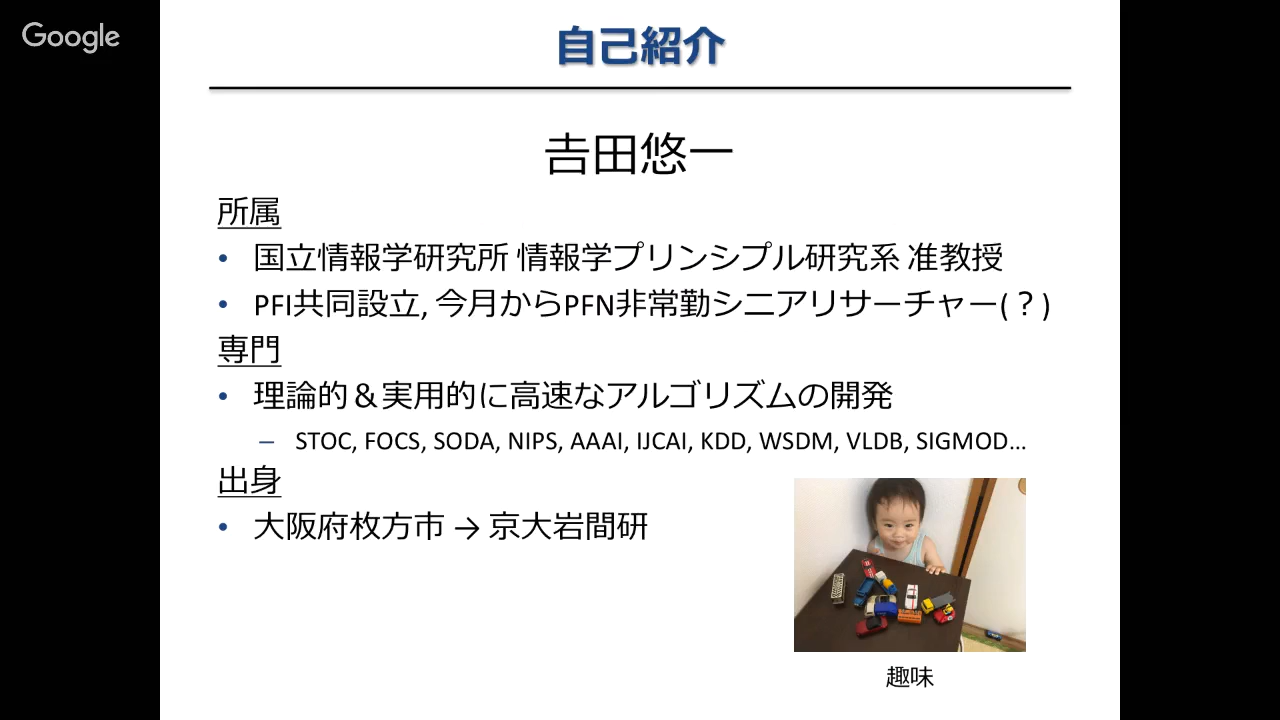 Google
自己紹介
𠮷田悠一
所属
• 国立情報学研究所 情報学プリンシプル研究系 准教授
• PFI共同設立, 今月からPFN非常勤シニアリサーチャー(？)
専門
• 理論的＆実用的に高速なアルゴリズムの開発
– STOC, FOCS, SODA, NIPS, AAAI, IJCAI, KDD, WSDM, VLDB, SIGMOD…
出身
• 大阪府枚方市 → 京大岩間研
趣味